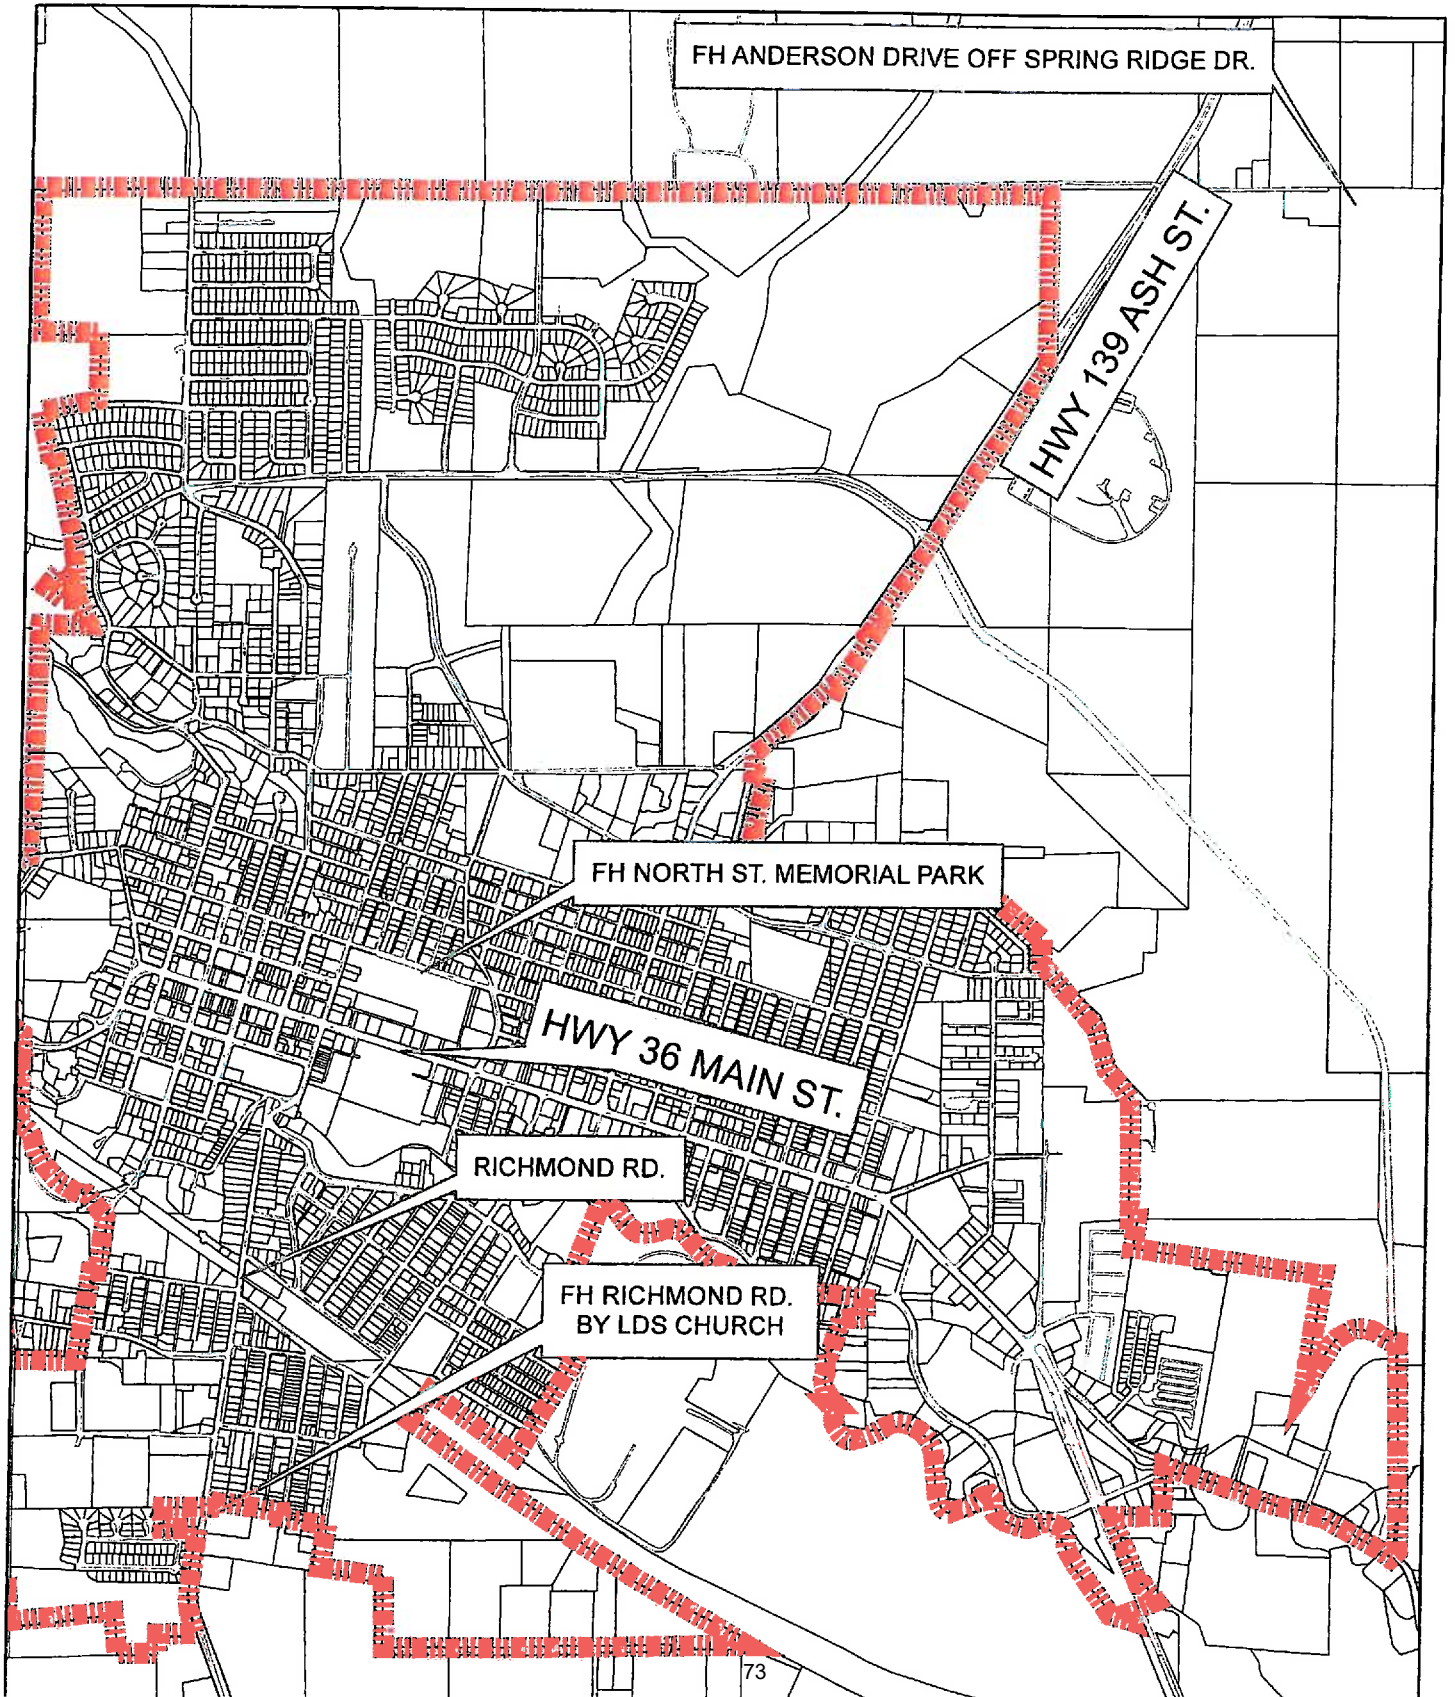 FH ANDERSON DRIVE OFF SPRING RIDGE DR.
HWY 139 ASH ST.
FH NORTH ST. MEMORIAL PARK
HWY 36 MAIN ST.
RICHMOND RD.
FH RICHMOND RD.
BY LDS CHURCH
73